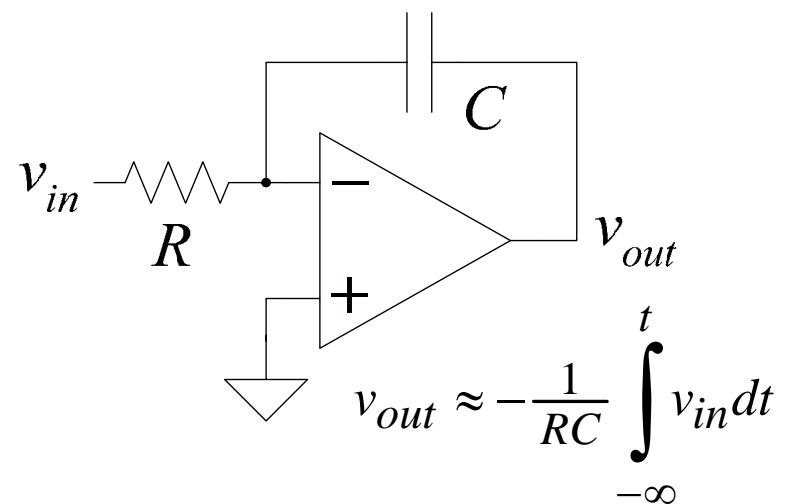 C
v_in
R
−
+
v_out
v_out ≈ −1/RC ∫_{−∞}^{t} v_in dt